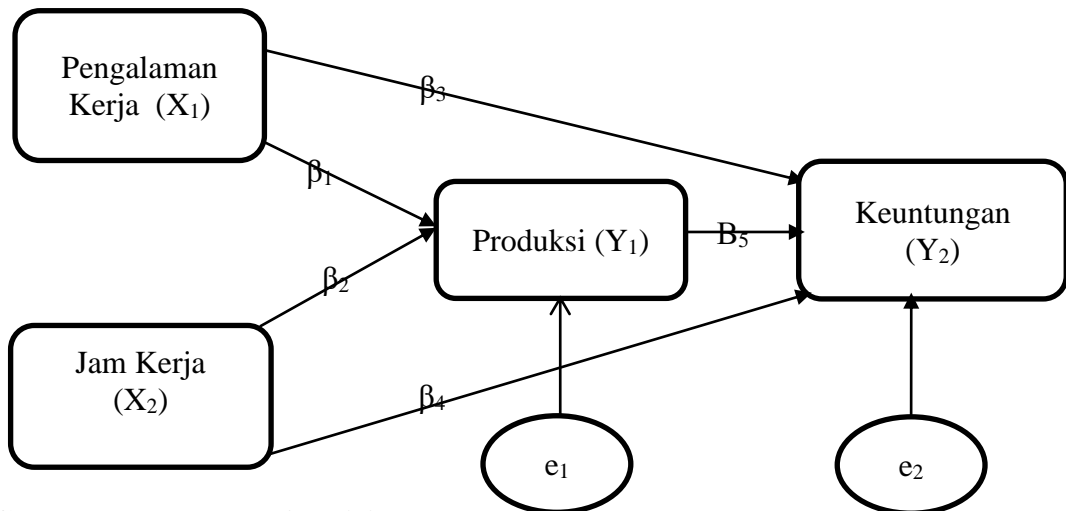 Pengalaman
Kerja (X₁)
β₃
β₁
Produksi (Y₁)
B₅
Keuntungan
(Y₂)
β₂
Jam Kerja
(X₂)
β₄
e₁
e₂